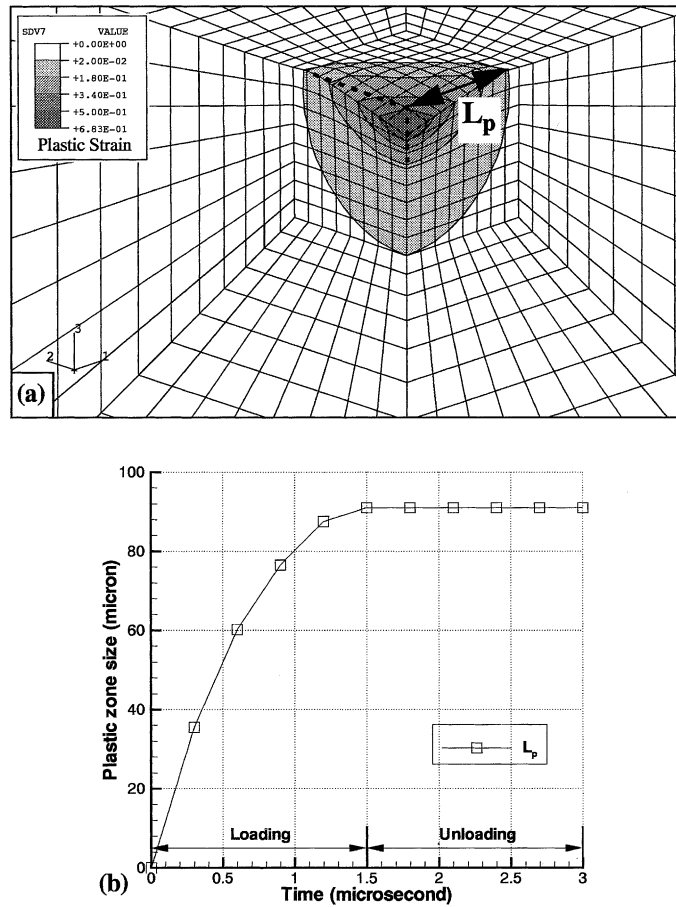 SDV7 VALUE
+0.00E+00
+2.00E-02
+1.80E-01
+3.40E-01
+5.00E-01
+6.83E-01
Plastic Strain
Lp
3
2 1
(a)
100
80
60
40
20
0
Plastic zone size (micron)
Lp
Loading Unloading
0 0.5 1 1.5 2 2.5 3
Time (microsecond)
(b)